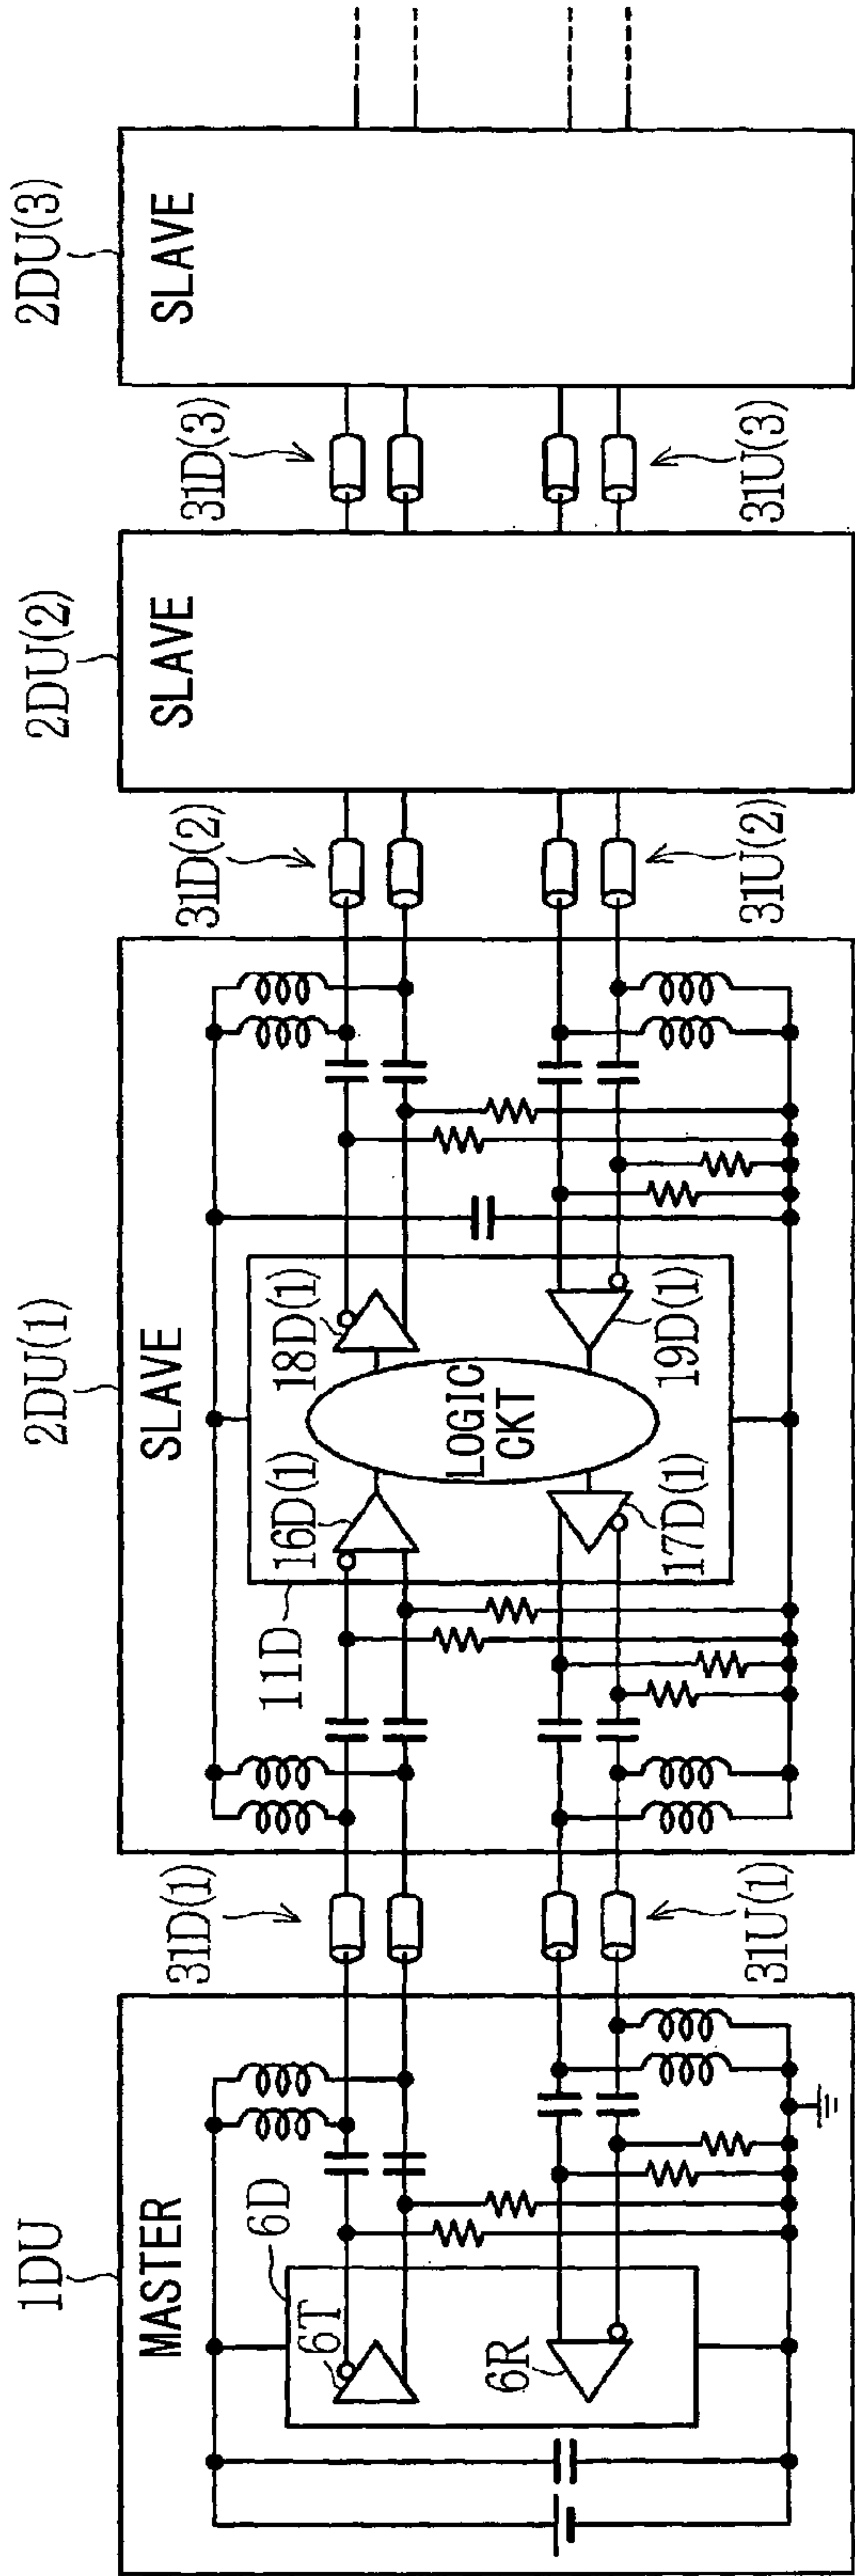 1DU
MASTER
6D
6T
6R
31D(1)
31U(1)
2DU(1)
SLAVE
11D
16D(1)
18D(1)
LOGIC
CKT
17D(1)
19D(1)
31D(2)
31U(2)
2DU(2)
SLAVE
31D(3)
31U(3)
2DU(3)
SLAVE